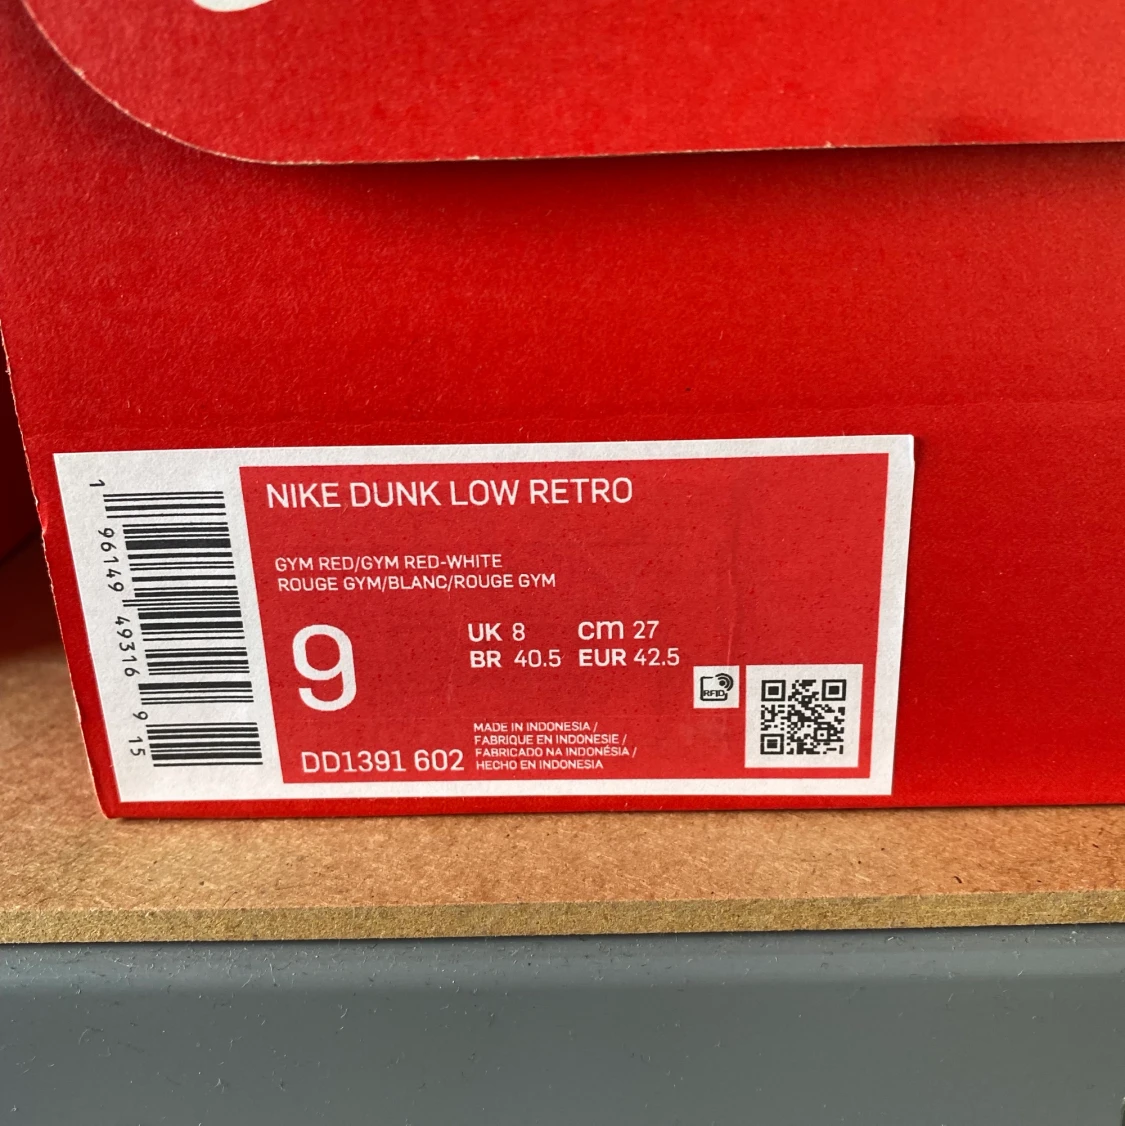 NIKE DUNK LOW RETRO
GYM RED/GYM RED-WHITE
ROUGE GYM/BLANC/ROUGE GYM
9
UK 8 cm 27
BR 40.5 EUR 42.5
RFID
MADE IN INDONESIA /
FABRIQUE EN INDONESIE /
FABRICADO NA INDONÉSIA /
HECHO EN INDONESIA
DD1391 602
1 96149 49316 9 15